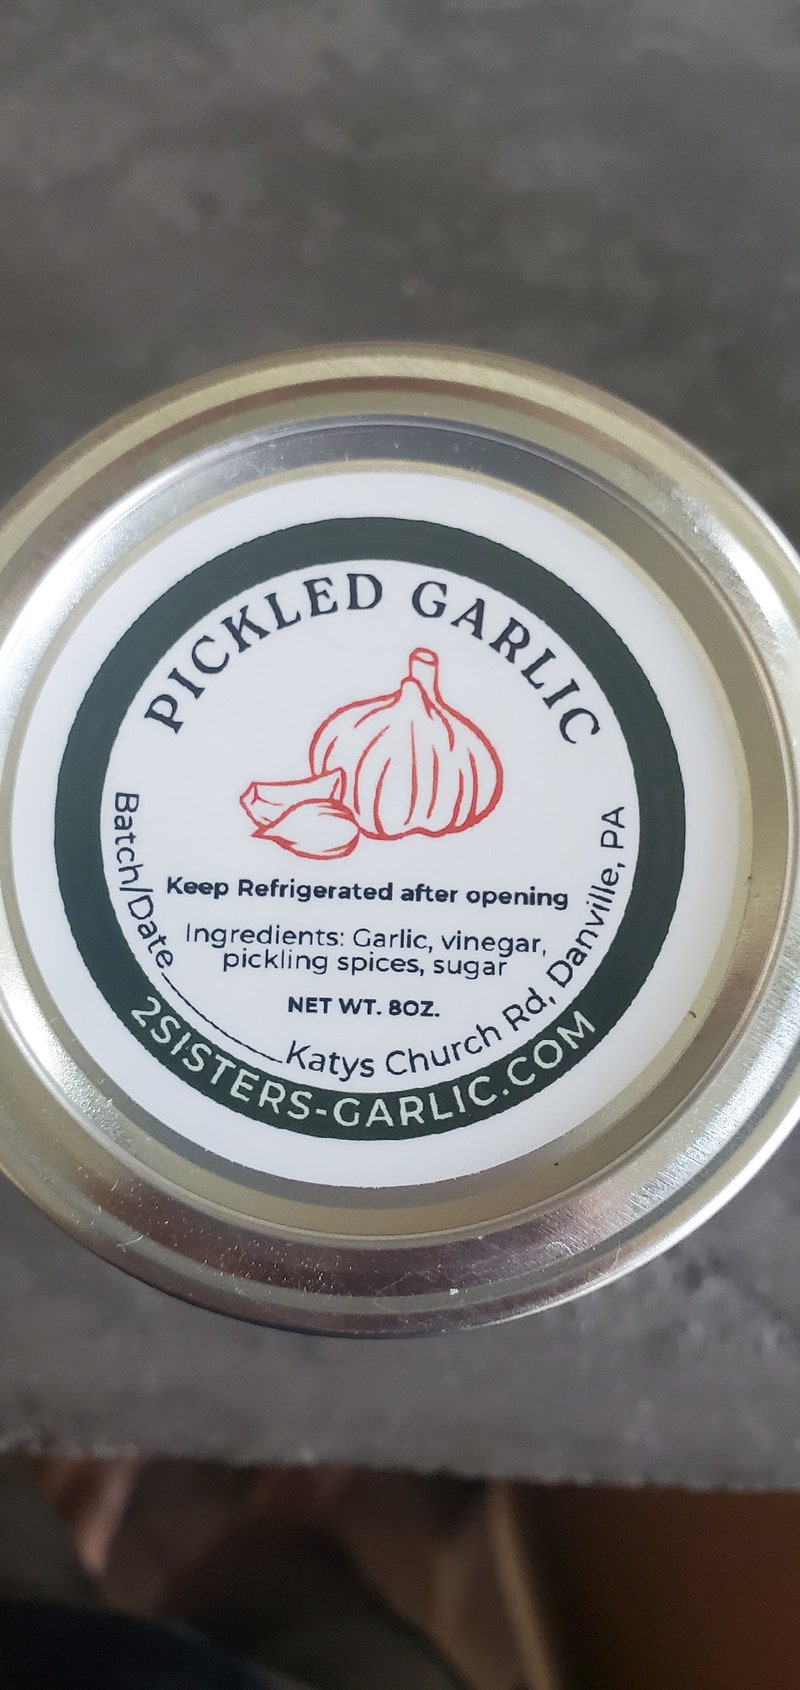 PICKLED GARLIC
Keep Refrigerated after opening
Ingredients: Garlic, vinegar,
pickling spices, sugar
NET WT. 8OZ.
Batch/Date
Katys Church Rd, Danville, PA
2SISTERS-GARLIC.COM